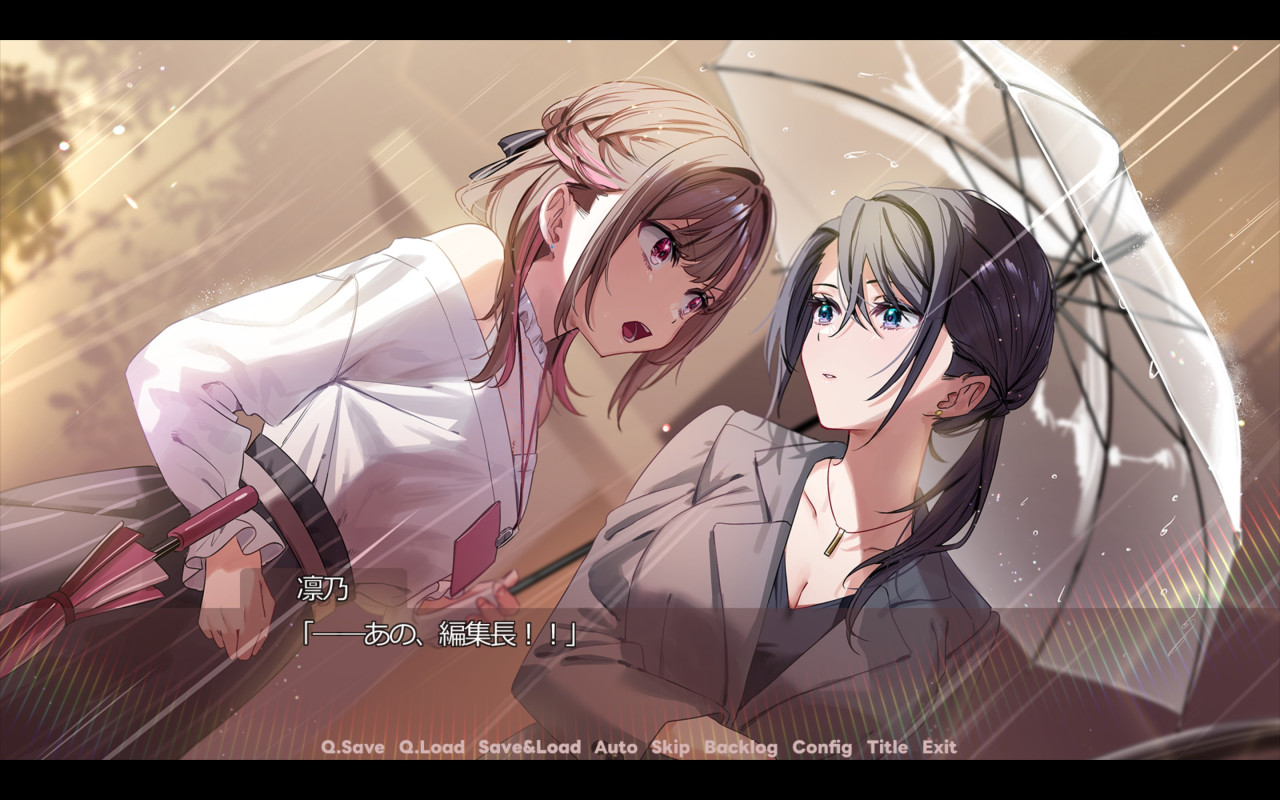 凛乃
「――あの、編集長！！」
Q.Save Q.Load Save&Load Auto Skip Backlog Config Title Exit